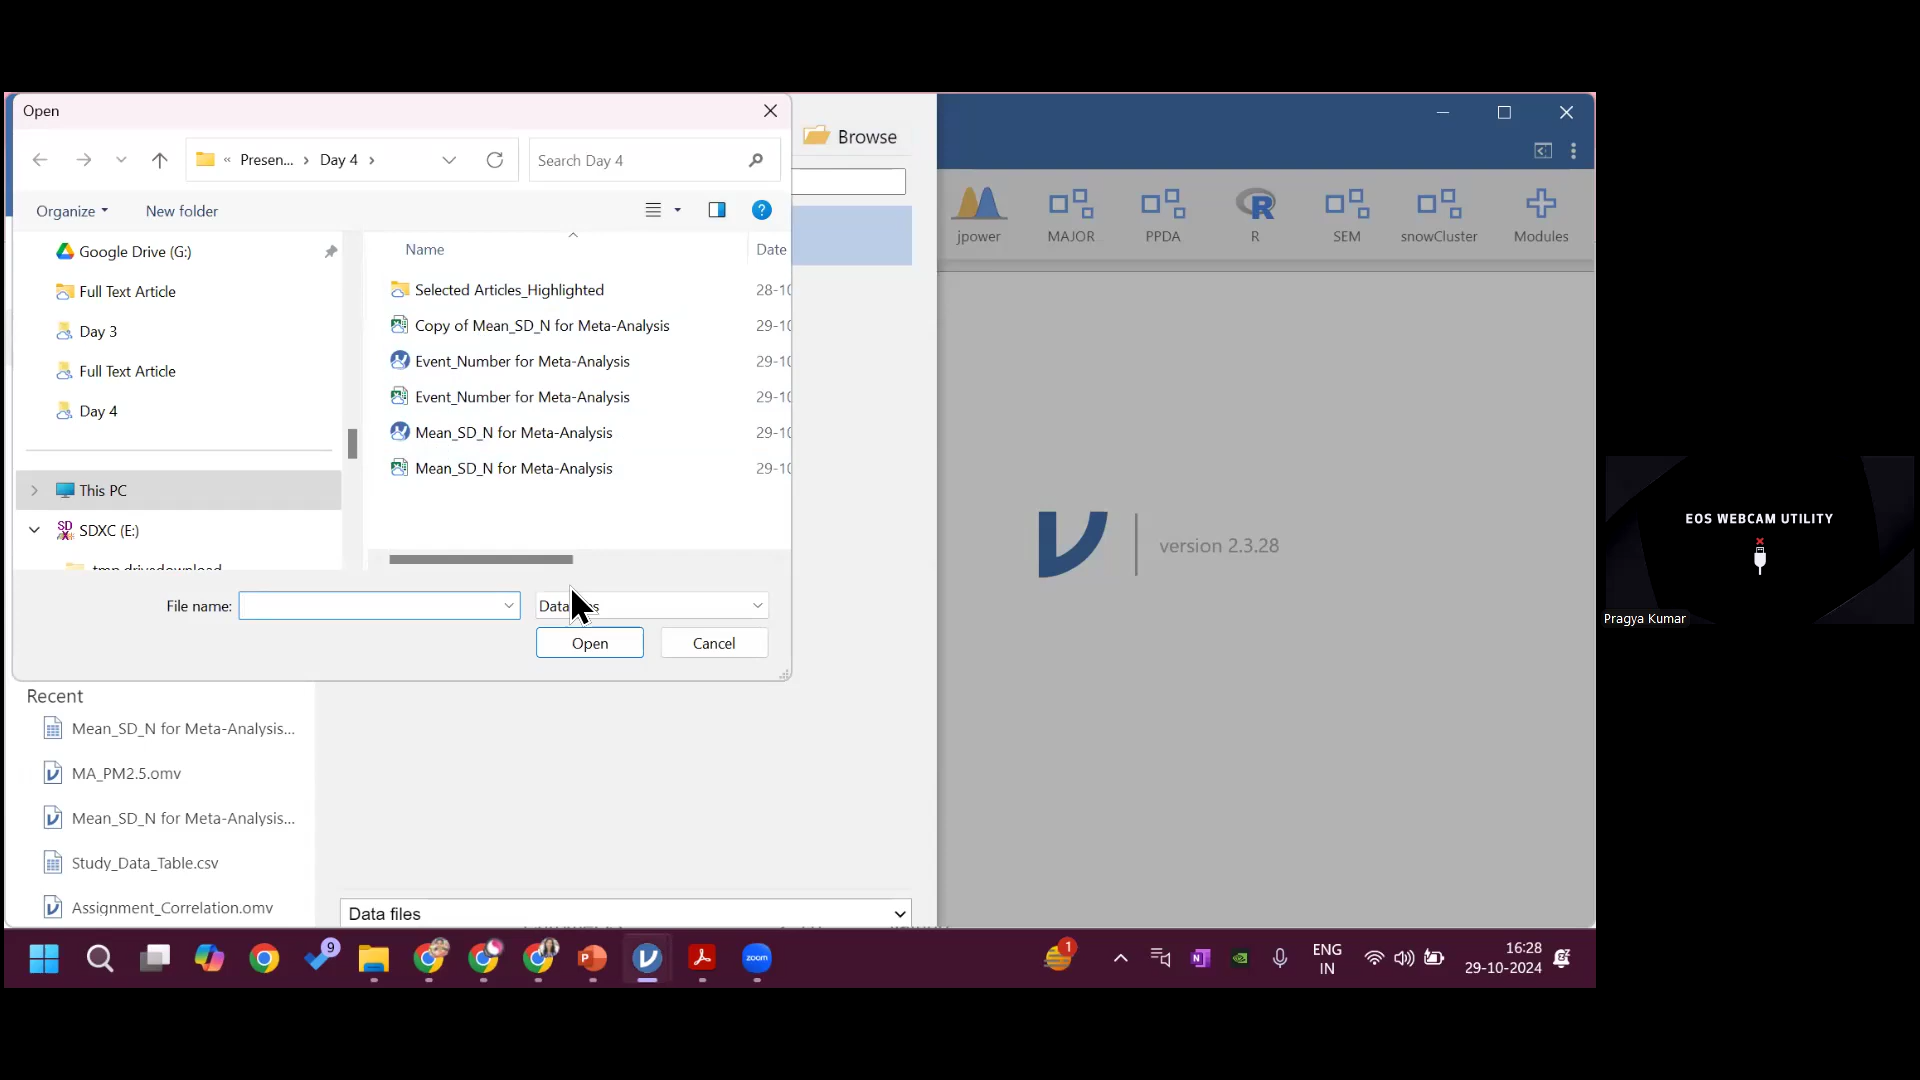 Open
« Presen... › Day 4 ›
Search Day 4
Browse
Organize
New folder
?
Google Drive (G:)
Full Text Article
Day 3
Full Text Article
Day 4
This PC
SDXC (E:)
tmp.drivedownload
Name
Date
Selected Articles_Highlighted
28-10
Copy of Mean_SD_N for Meta-Analysis
29-10
Event_Number for Meta-Analysis
29-10
Event_Number for Meta-Analysis
29-10
Mean_SD_N for Meta-Analysis
29-10
Mean_SD_N for Meta-Analysis
29-10
File name:
Open
Cancel
Recent
Mean_SD_N for Meta-Analysis...
MA_PM2.5.omv
Mean_SD_N for Meta-Analysis...
Study_Data_Table.csv
Assignment_Correlation.omv
Data files
jpower
MAJOR
PPDA
R
SEM
snowCluster
Modules
version 2.3.28
EOS WEBCAM UTILITY
Pragya Kumar
9
zoom
1
ENG
IN
16:28
29-10-2024